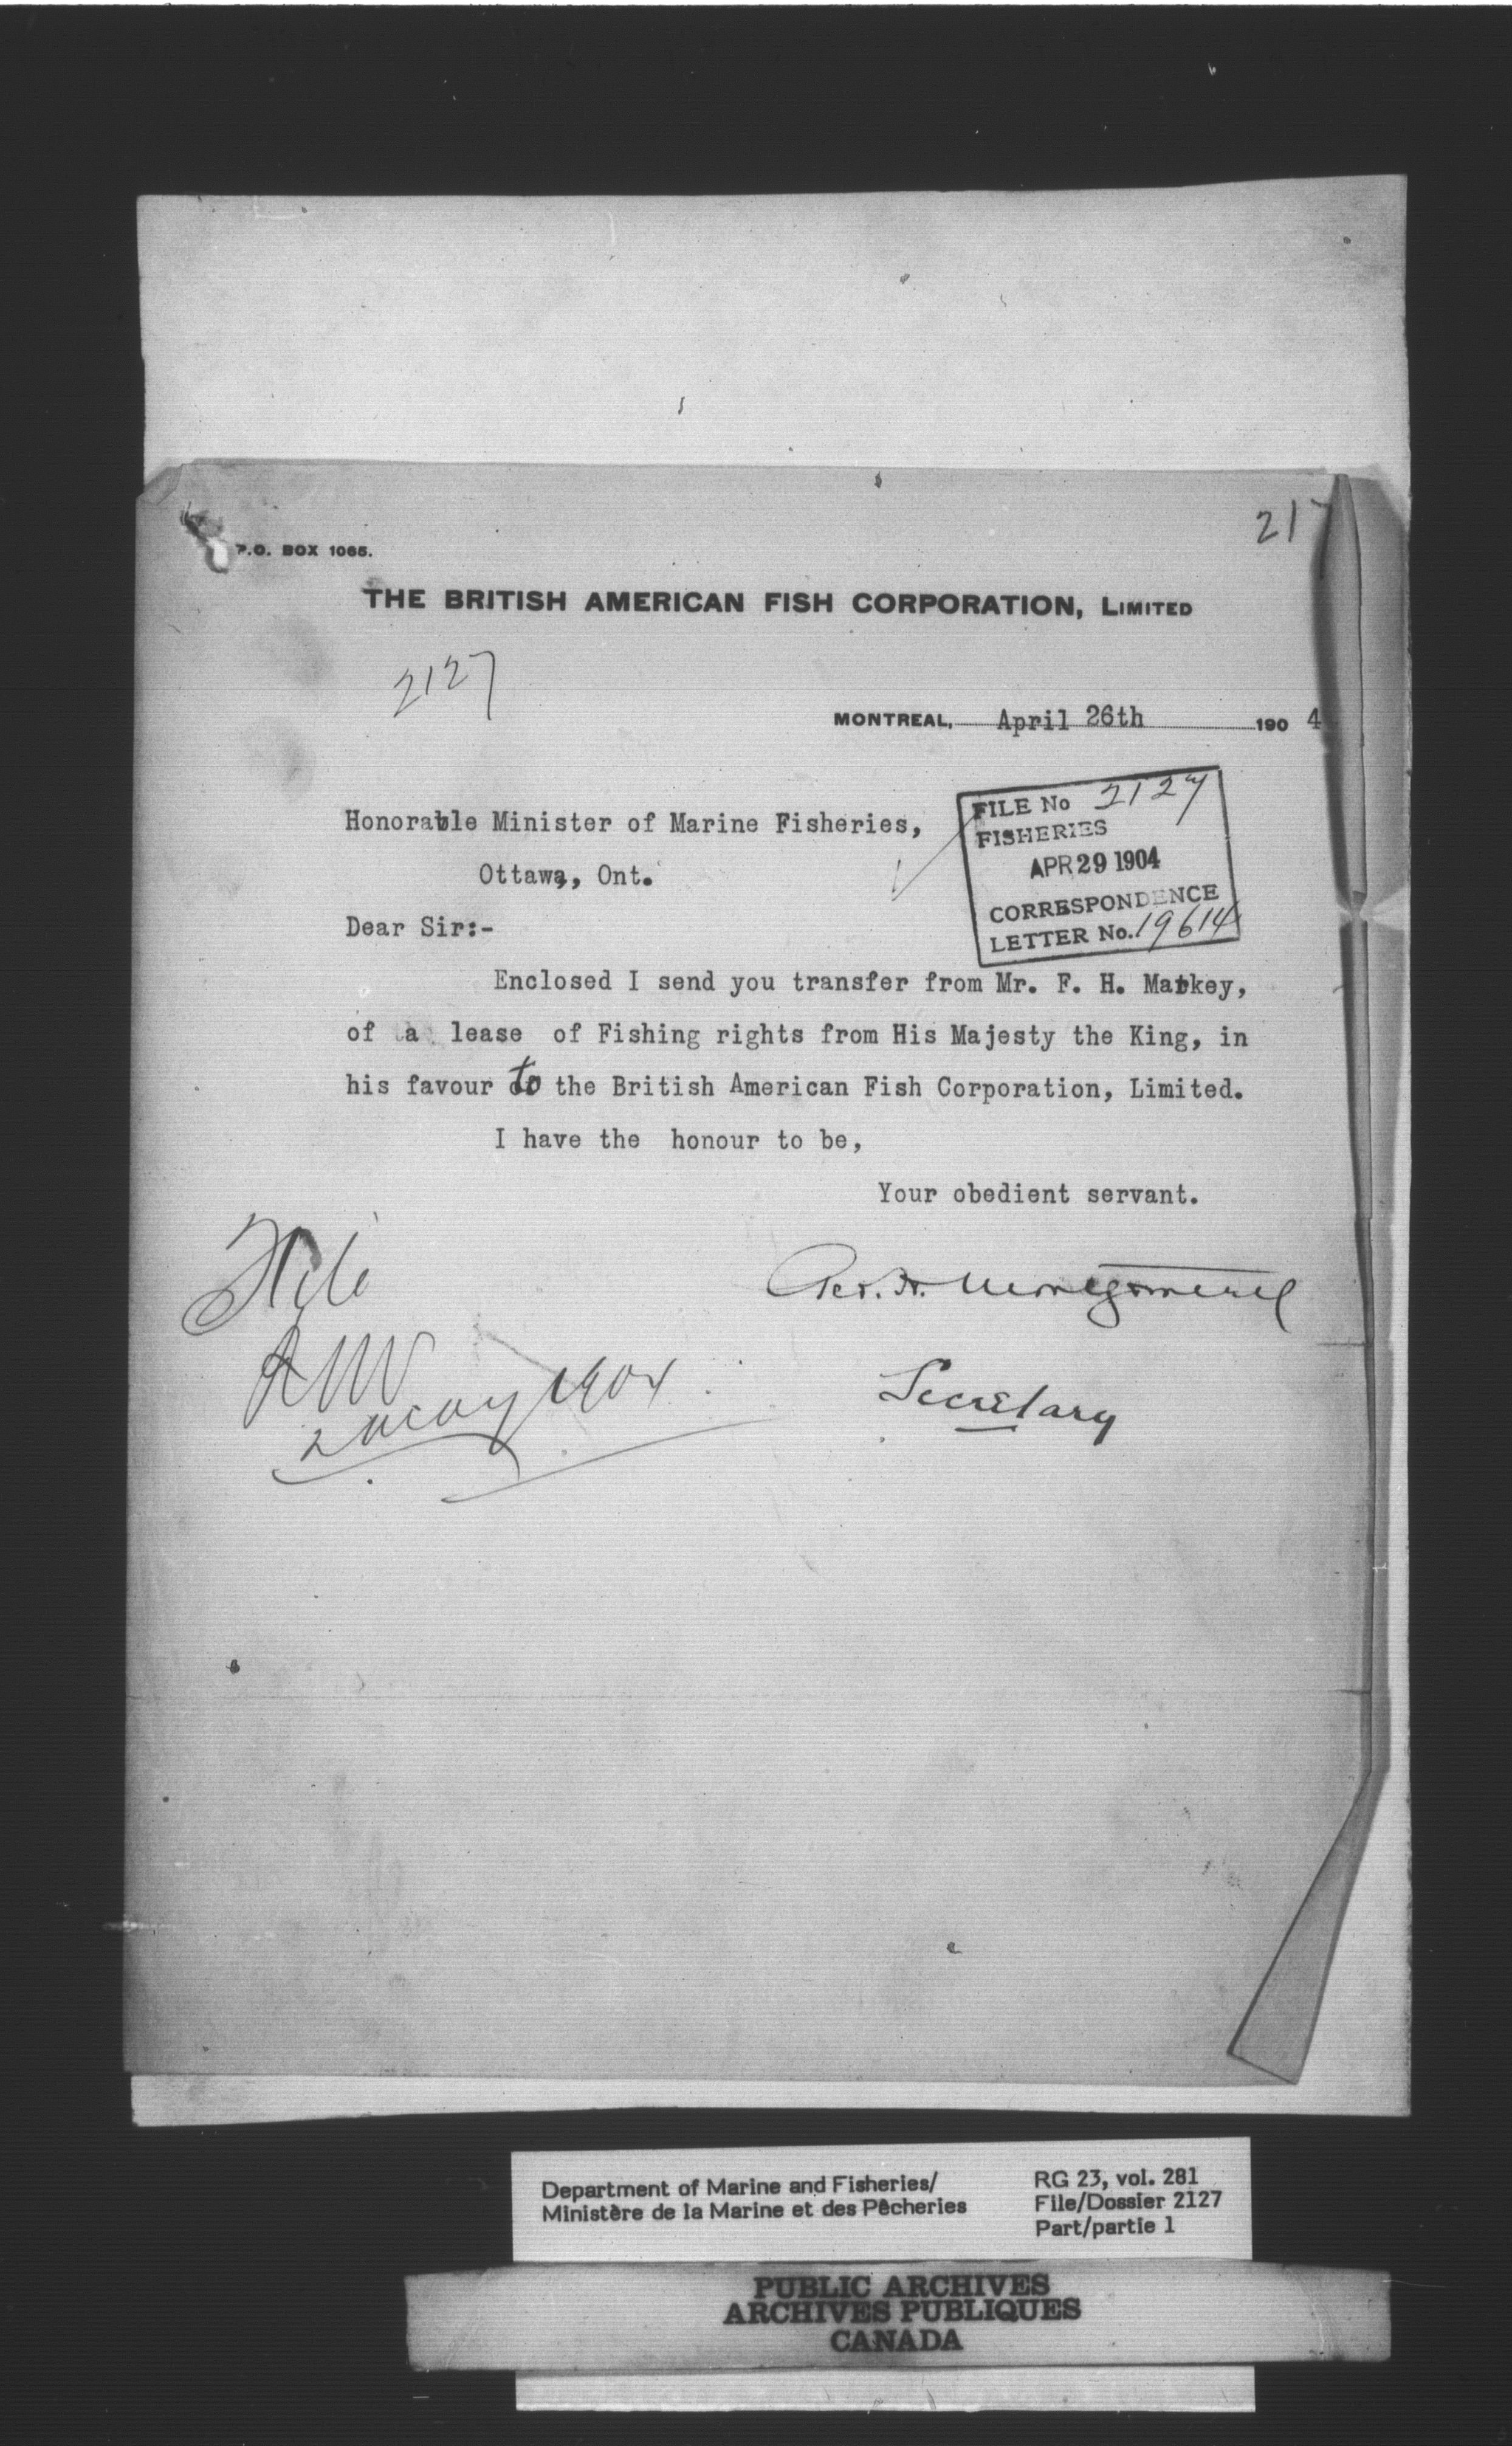 217
P.O. BOX 1065.
THE BRITISH AMERICAN FISH CORPORATION, LIMITED
2127
MONTREAL, April 26th 1904
FILE No 2127
FISHERIES
APR 29 1904
CORRESPONDENCE
LETTER No. 19614
Honorable Minister of Marine Fisheries,
Ottawa, Ont.
Dear Sir:-
Enclosed I send you transfer from Mr. F. H. Markey,
of a lease of Fishing rights from His Majesty the King, in
his favour to the British American Fish Corporation, Limited.
I have the honour to be,
Your obedient servant.
Geo. H. Montgomery
Secretary
File
2 May 1904
Department of Marine and Fisheries/
Ministère de la Marine et des Pêcheries
RG 23, vol. 281
File/Dossier 2127
Part/partie 1
PUBLIC ARCHIVES
ARCHIVES PUBLIQUES
CANADA